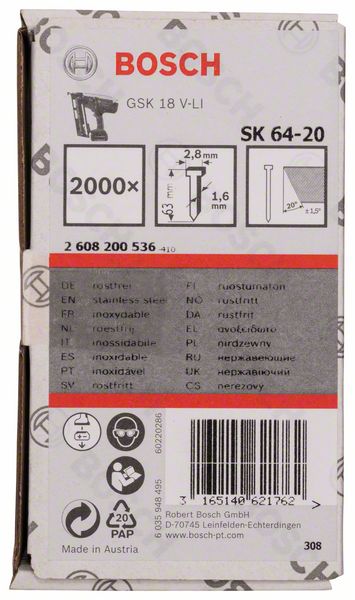 BOSCH
GSK 18 V-LI
SK 64-20
2000×
2,8 mm
63 mm
1,6 mm
20°
±1,5°
2 608 200 536 410
DE rostfrei
EN stainless steel
FR inoxydable
NL roestfrij
IT inossidabile
ES inoxidable
PT inoxidável
SV rostfritt
FI ruostumaton
NO rustfritt
DA rustfrit
EL ανοξείδωτο
PL nierdzewny
RU нержавеющие
UK нержавіючий
CS nerezový
60220286
6 035 948 495
20
PAP
Made in Austria
3 165140 621762 >
Robert Bosch GmbH
D-70745 Leinfelden-Echterdingen
www.bosch-pt.com
308